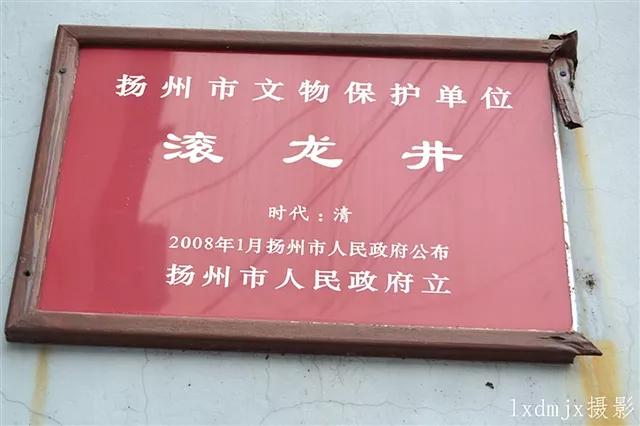 扬州市文物保护单位
滚龙井
时代：清
2008年1月扬州市人民政府公布
扬州市人民政府立
lxdmjx摄影